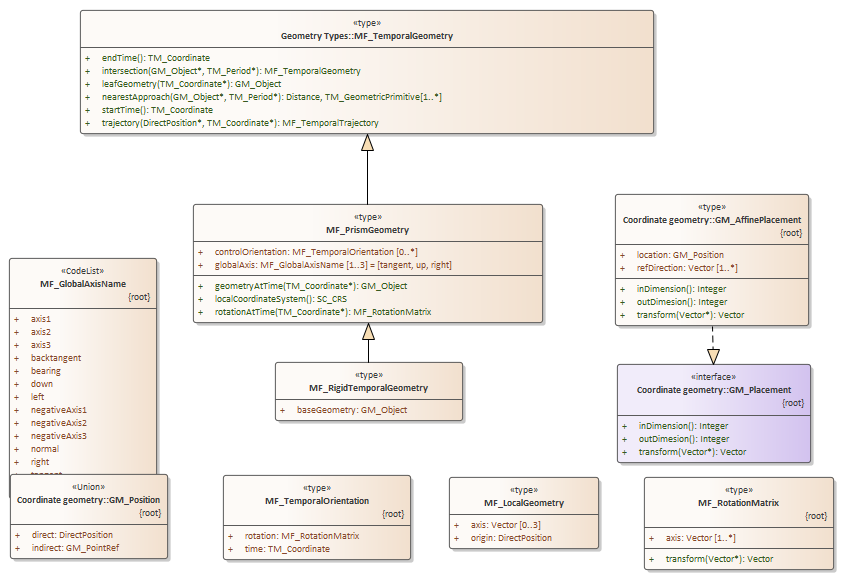 «type»
Geometry Types::MF_TemporalGeometry
+ endTime(): TM_Coordinate
+ intersection(GM_Object*, TM_Period*): MF_TemporalGeometry
+ leafGeometry(TM_Coordinate*): GM_Object
+ nearestApproach(GM_Object*, TM_Period*): Distance, TM_GeometricPrimitive[1..*]
+ startTime(): TM_Coordinate
+ trajectory(DirectPosition*, TM_Coordinate*): MF_TemporalTrajectory
«type»
MF_PrismGeometry
+ controlOrientation: MF_TemporalOrientation [0..*]
+ globalAxis: MF_GlobalAxisName [1..3] = [tangent, up, right]
+ geometryAtTime(TM_Coordinate*): GM_Object
+ localCoordinateSystem(): SC_CRS
+ rotationAtTime(TM_Coordinate*): MF_RotationMatrix
«type»
Coordinate geometry::GM_AffinePlacement
{root}
+ location: GM_Position
+ refDirection: Vector [1..*]
+ inDimension(): Integer
+ outDimesion(): Integer
+ transform(Vector*): Vector
«CodeList»
MF_GlobalAxisName
{root}
+ axis1
+ axis2
+ axis3
+ backtangent
+ bearing
+ down
+ left
+ negativeAxis1
+ negativeAxis2
+ negativeAxis3
+ normal
+ right
«type»
MF_RigidTemporalGeometry
+ baseGeometry: GM_Object
«interface»
Coordinate geometry::GM_Placement
{root}
+ inDimension(): Integer
+ outDimesion(): Integer
+ transform(Vector*): Vector
«Union»
Coordinate geometry::GM_Position
{root}
+ direct: DirectPosition
+ indirect: GM_PointRef
«type»
MF_TemporalOrientation
{root}
+ rotation: MF_RotationMatrix
+ time: TM_Coordinate
«type»
MF_LocalGeometry
+ axis: Vector [0..3]
+ origin: DirectPosition
«type»
MF_RotationMatrix
{root}
+ axis: Vector [1..*]
+ transform(Vector*): Vector